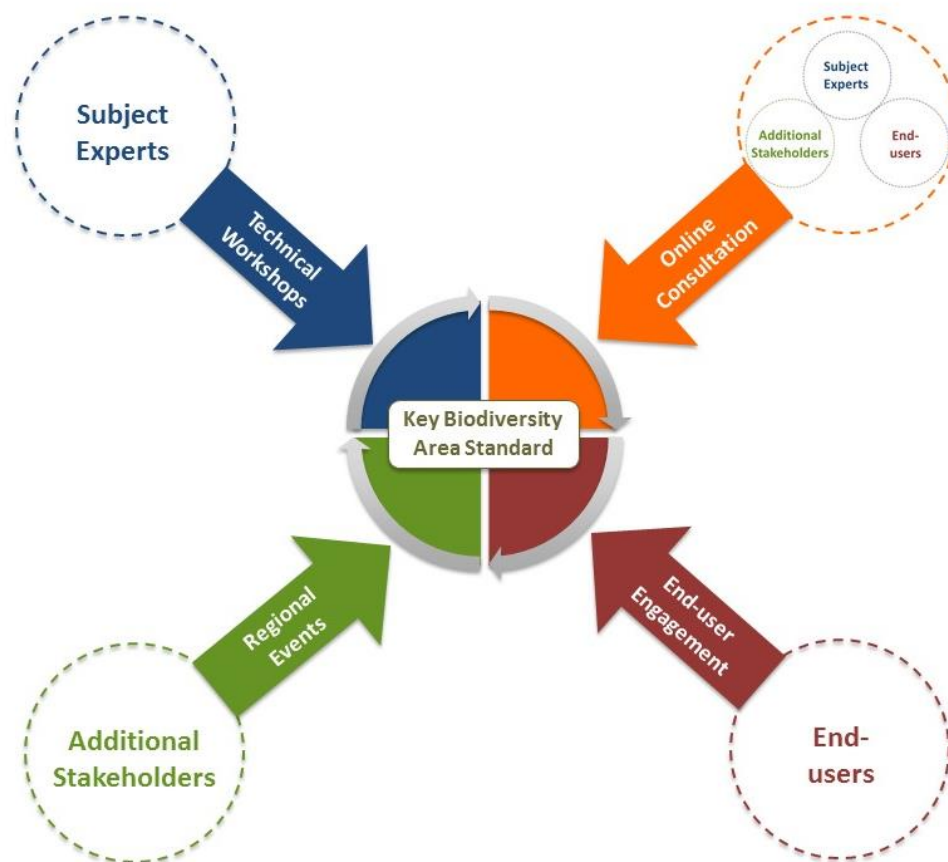 Subject
Experts
Subject
Experts
Additional
Stakeholders
End-
users
Technical
Workshops
Online
Consultation
Key Biodiversity
Area Standard
Regional
Events
End-user
Engagement
Additional
Stakeholders
End-
users